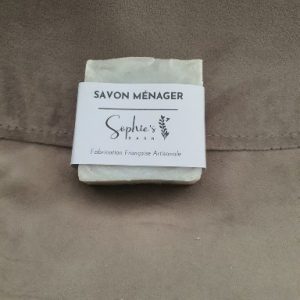 SAVON MÉNAGER
Sophie's
FARM
Fabrication Française Artisanale